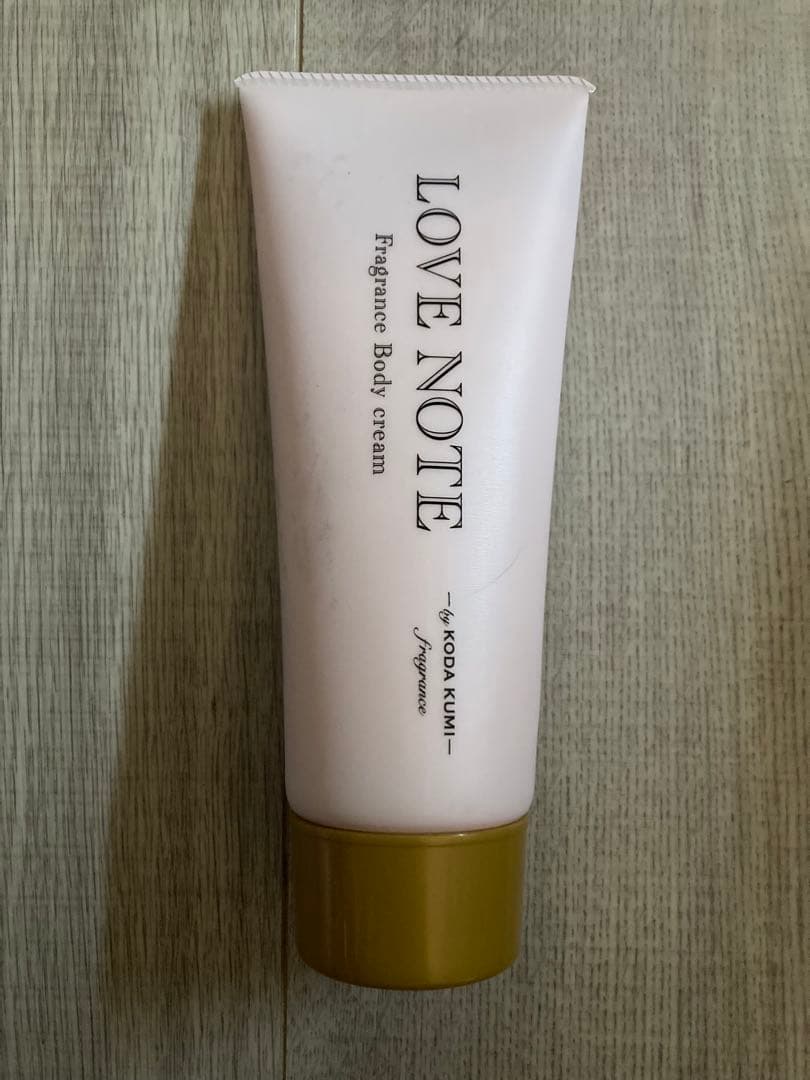 LOVE NOTE
Fragrance Body cream
—by KODA KUMI—
fragrance